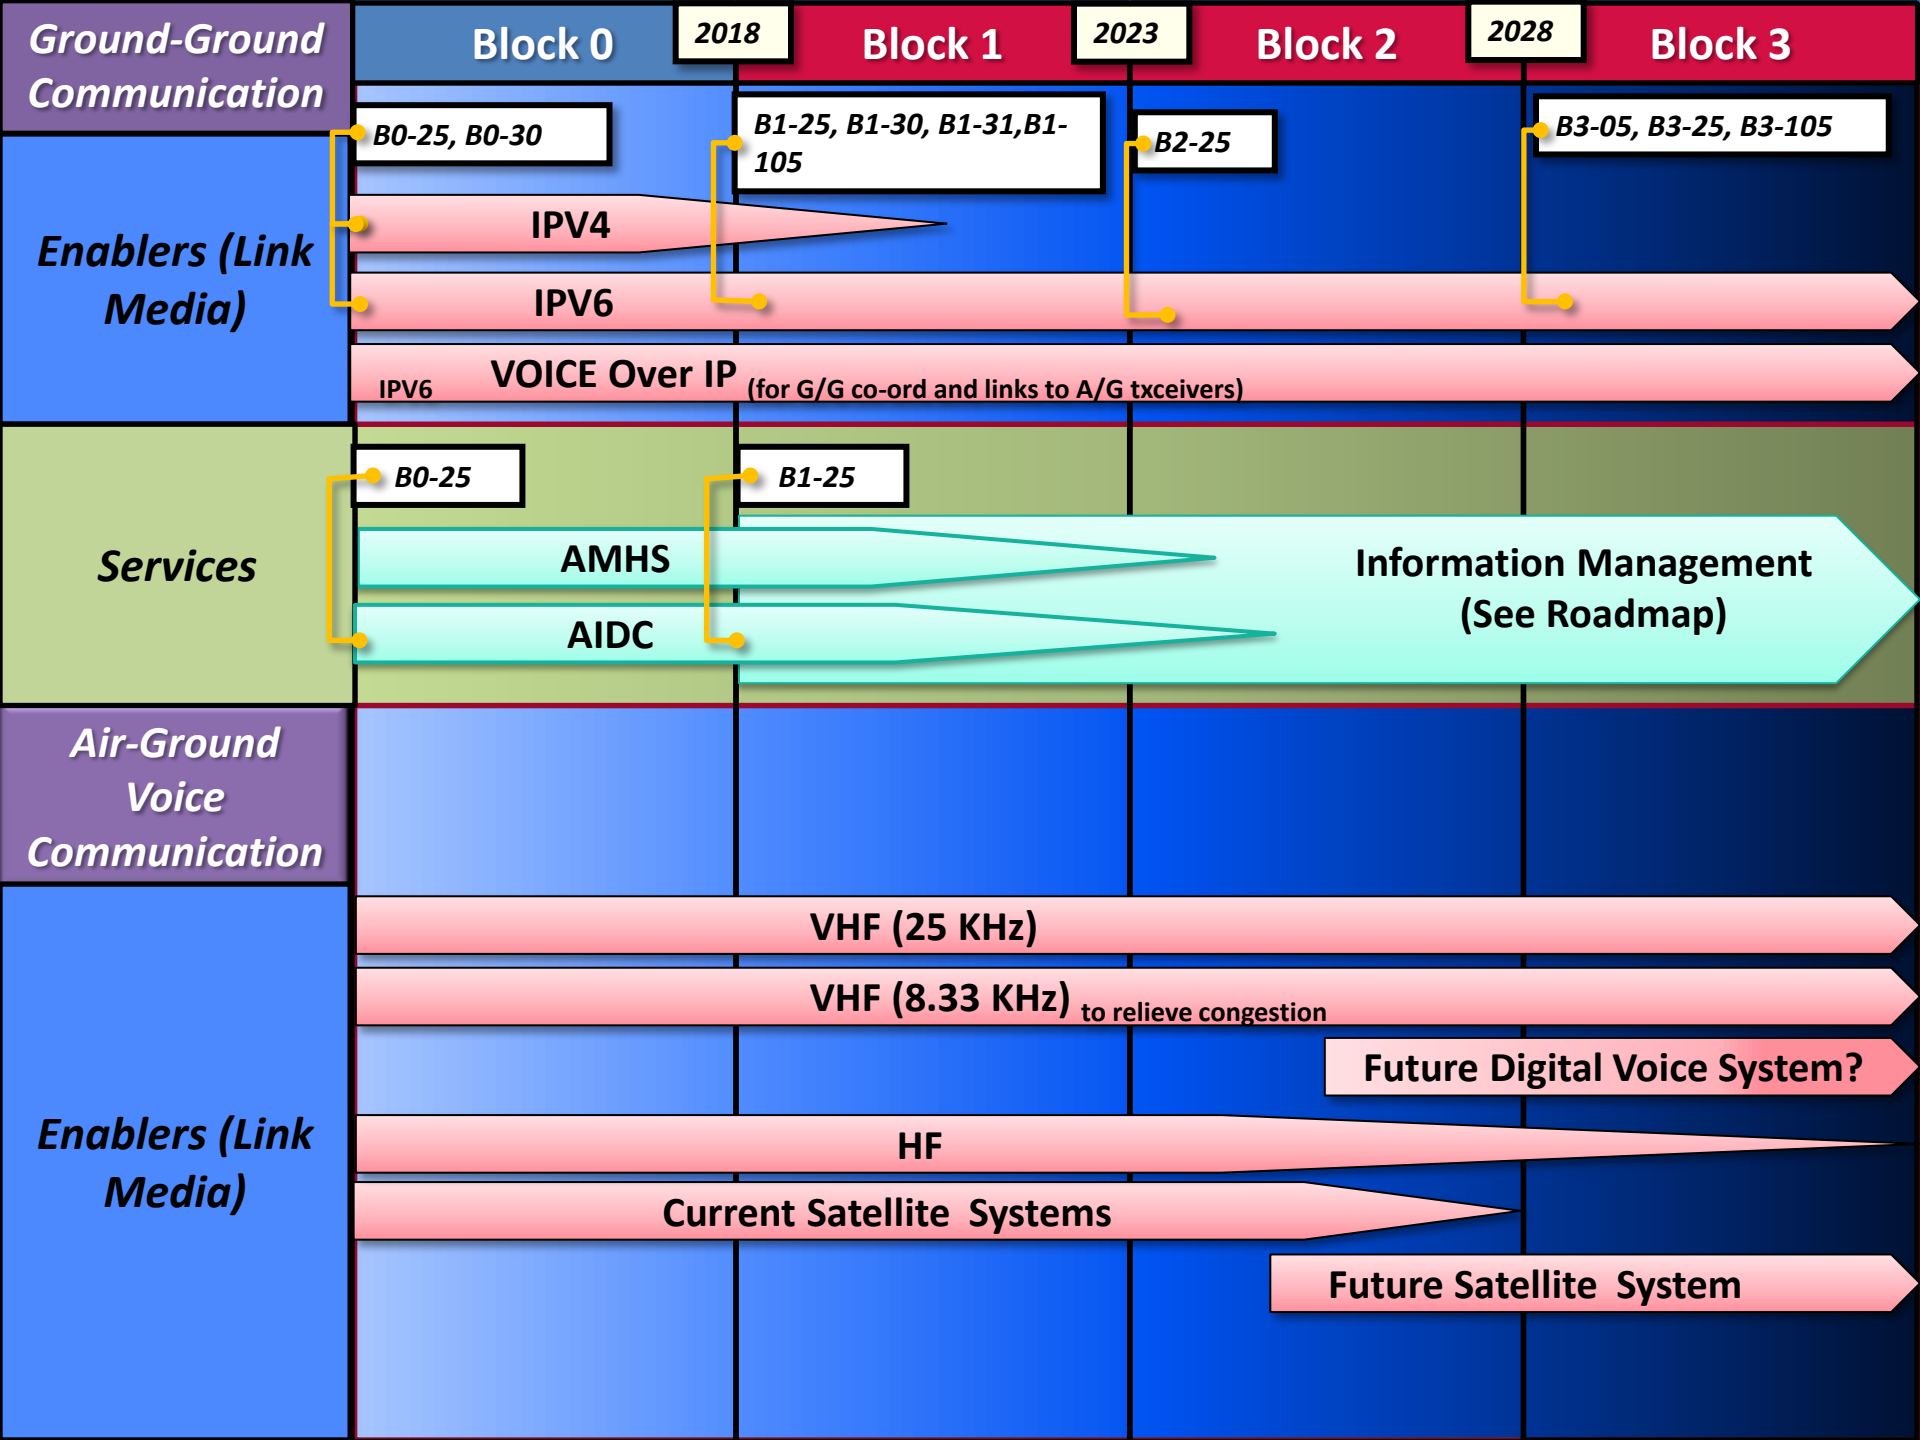 Ground-Ground
Communication
Block 0
2018
Block 1
2023
Block 2
2028
Block 3
B0-25, B0-30
B1-25, B1-30, B1-31,B1-
105
B2-25
B3-05, B3-25, B3-105
Enablers (Link
Media)
IPV4
IPV6
IPV6 VOICE Over IP (for G/G co-ord and links to A/G txceivers)
Services
B0-25
B1-25
AMHS
AIDC
Information Management
(See Roadmap)
Air-Ground
Voice
Communication
Enablers (Link
Media)
VHF (25 KHz)
VHF (8.33 KHz) to relieve congestion
Future Digital Voice System?
HF
Current Satellite Systems
Future Satellite System